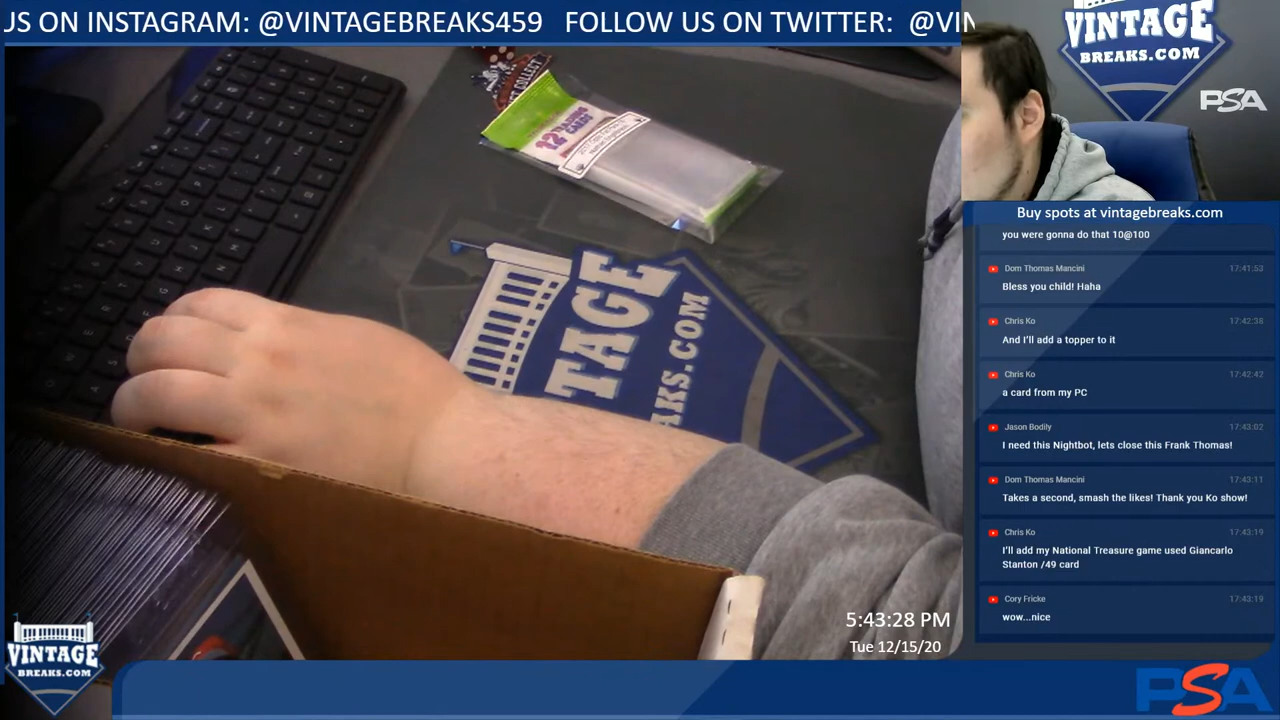 JS ON INSTAGRAM: @VINTAGEBREAKS459 FOLLOW US ON TWITTER: @VIN
VINTAGE
BREAKS.COM
PSA
Buy spots at vintagebreaks.com
you were gonna do that 10@100
Dom Thomas Mancini 17:41:53
Bless you child! Haha
Chris Ko 17:42:38
And I'll add a topper to it
Chris Ko 17:42:42
a card from my PC
Jason Bodily 17:43:02
I need this Nightbot, lets close this Frank Thomas!
Dom Thomas Mancini 17:43:11
Takes a second, smash the likes! Thank you Ko show!
Chris Ko 17:43:19
I'll add my National Treasure game used Giancarlo
Stanton /49 card
Cory Fricke 17:43:19
wow...nice
COLLECT
12 TRADING
CARDS
TAGE
AKS.COM
5:43:28 PM
Tue 12/15/20
VINTAGE
BREAKS.COM
PSA